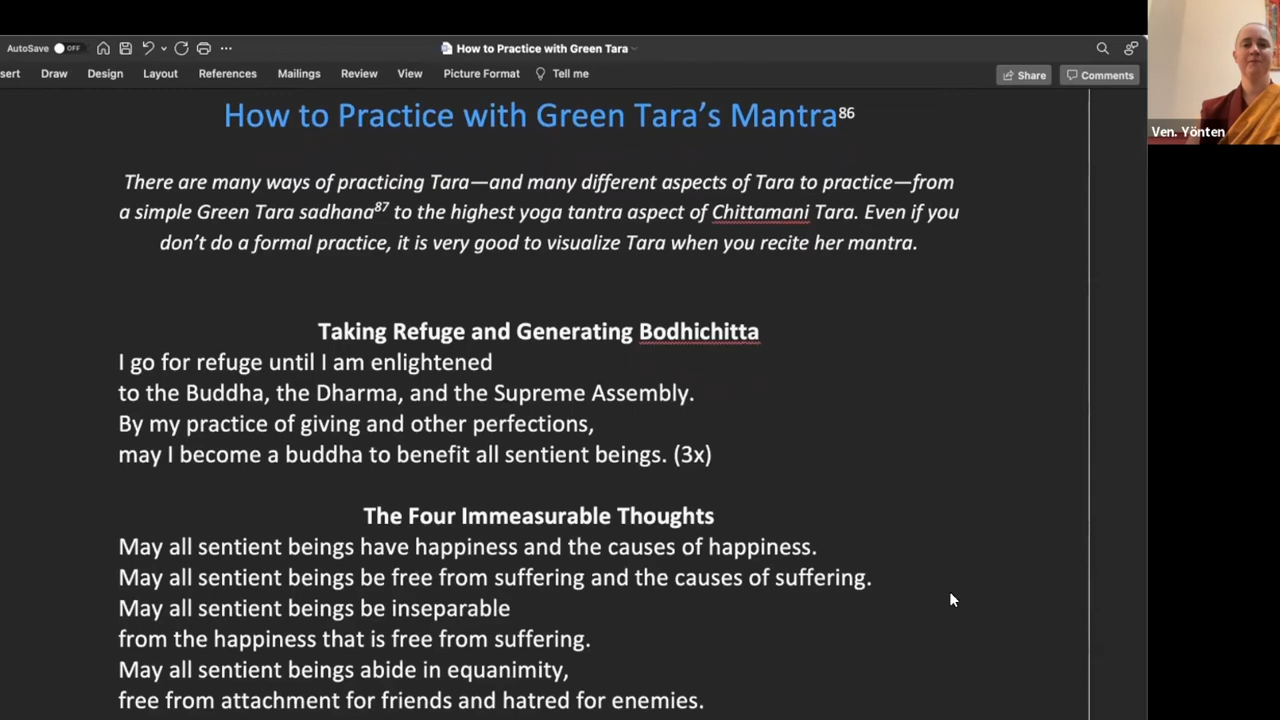 AutoSave OFF
How to Practice with Green Tara
sert Draw Design Layout References Mailings Review View Picture Format Tell me
Share Comments
Ven. Yönten
How to Practice with Green Tara’s Mantra86
There are many ways of practicing Tara—and many different aspects of Tara to practice—from
a simple Green Tara sadhana87 to the highest yoga tantra aspect of Chittamani Tara. Even if you
don’t do a formal practice, it is very good to visualize Tara when you recite her mantra.
Taking Refuge and Generating Bodhichitta
I go for refuge until I am enlightened
to the Buddha, the Dharma, and the Supreme Assembly.
By my practice of giving and other perfections,
may I become a buddha to benefit all sentient beings. (3x)
The Four Immeasurable Thoughts
May all sentient beings have happiness and the causes of happiness.
May all sentient beings be free from suffering and the causes of suffering.
May all sentient beings be inseparable
from the happiness that is free from suffering.
May all sentient beings abide in equanimity,
free from attachment for friends and hatred for enemies.